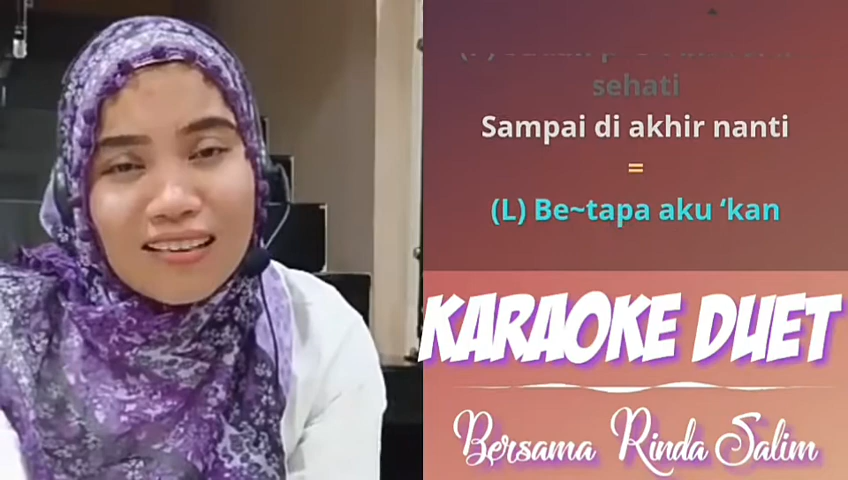 sehati
Sampai di akhir nanti
=
(L) Be~tapa aku ‘kan
KARAOKE DUET
Bersama Rinda Salim